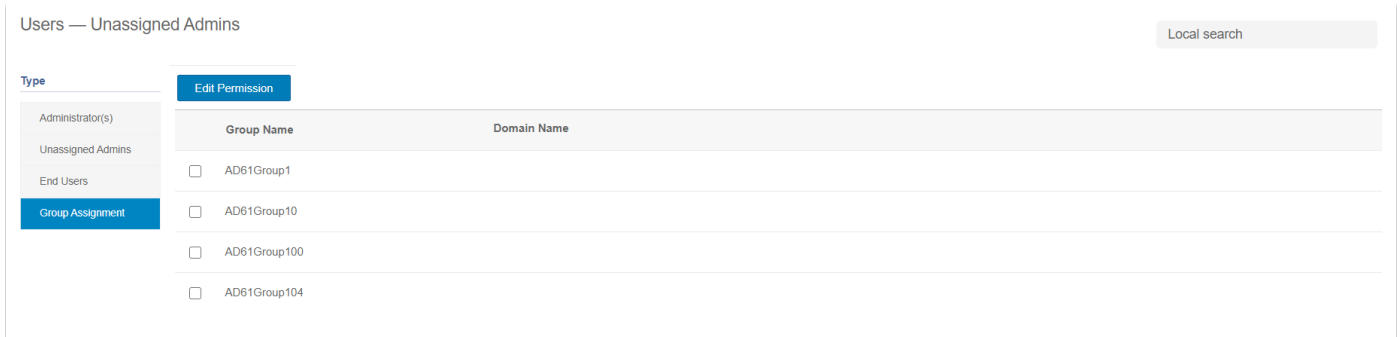 Users — Unassigned Admins
Local search
Type
Administrator(s)
Unassigned Admins
End Users
Group Assignment
Edit Permission
Group Name Domain Name
AD61Group1
AD61Group10
AD61Group100
AD61Group104